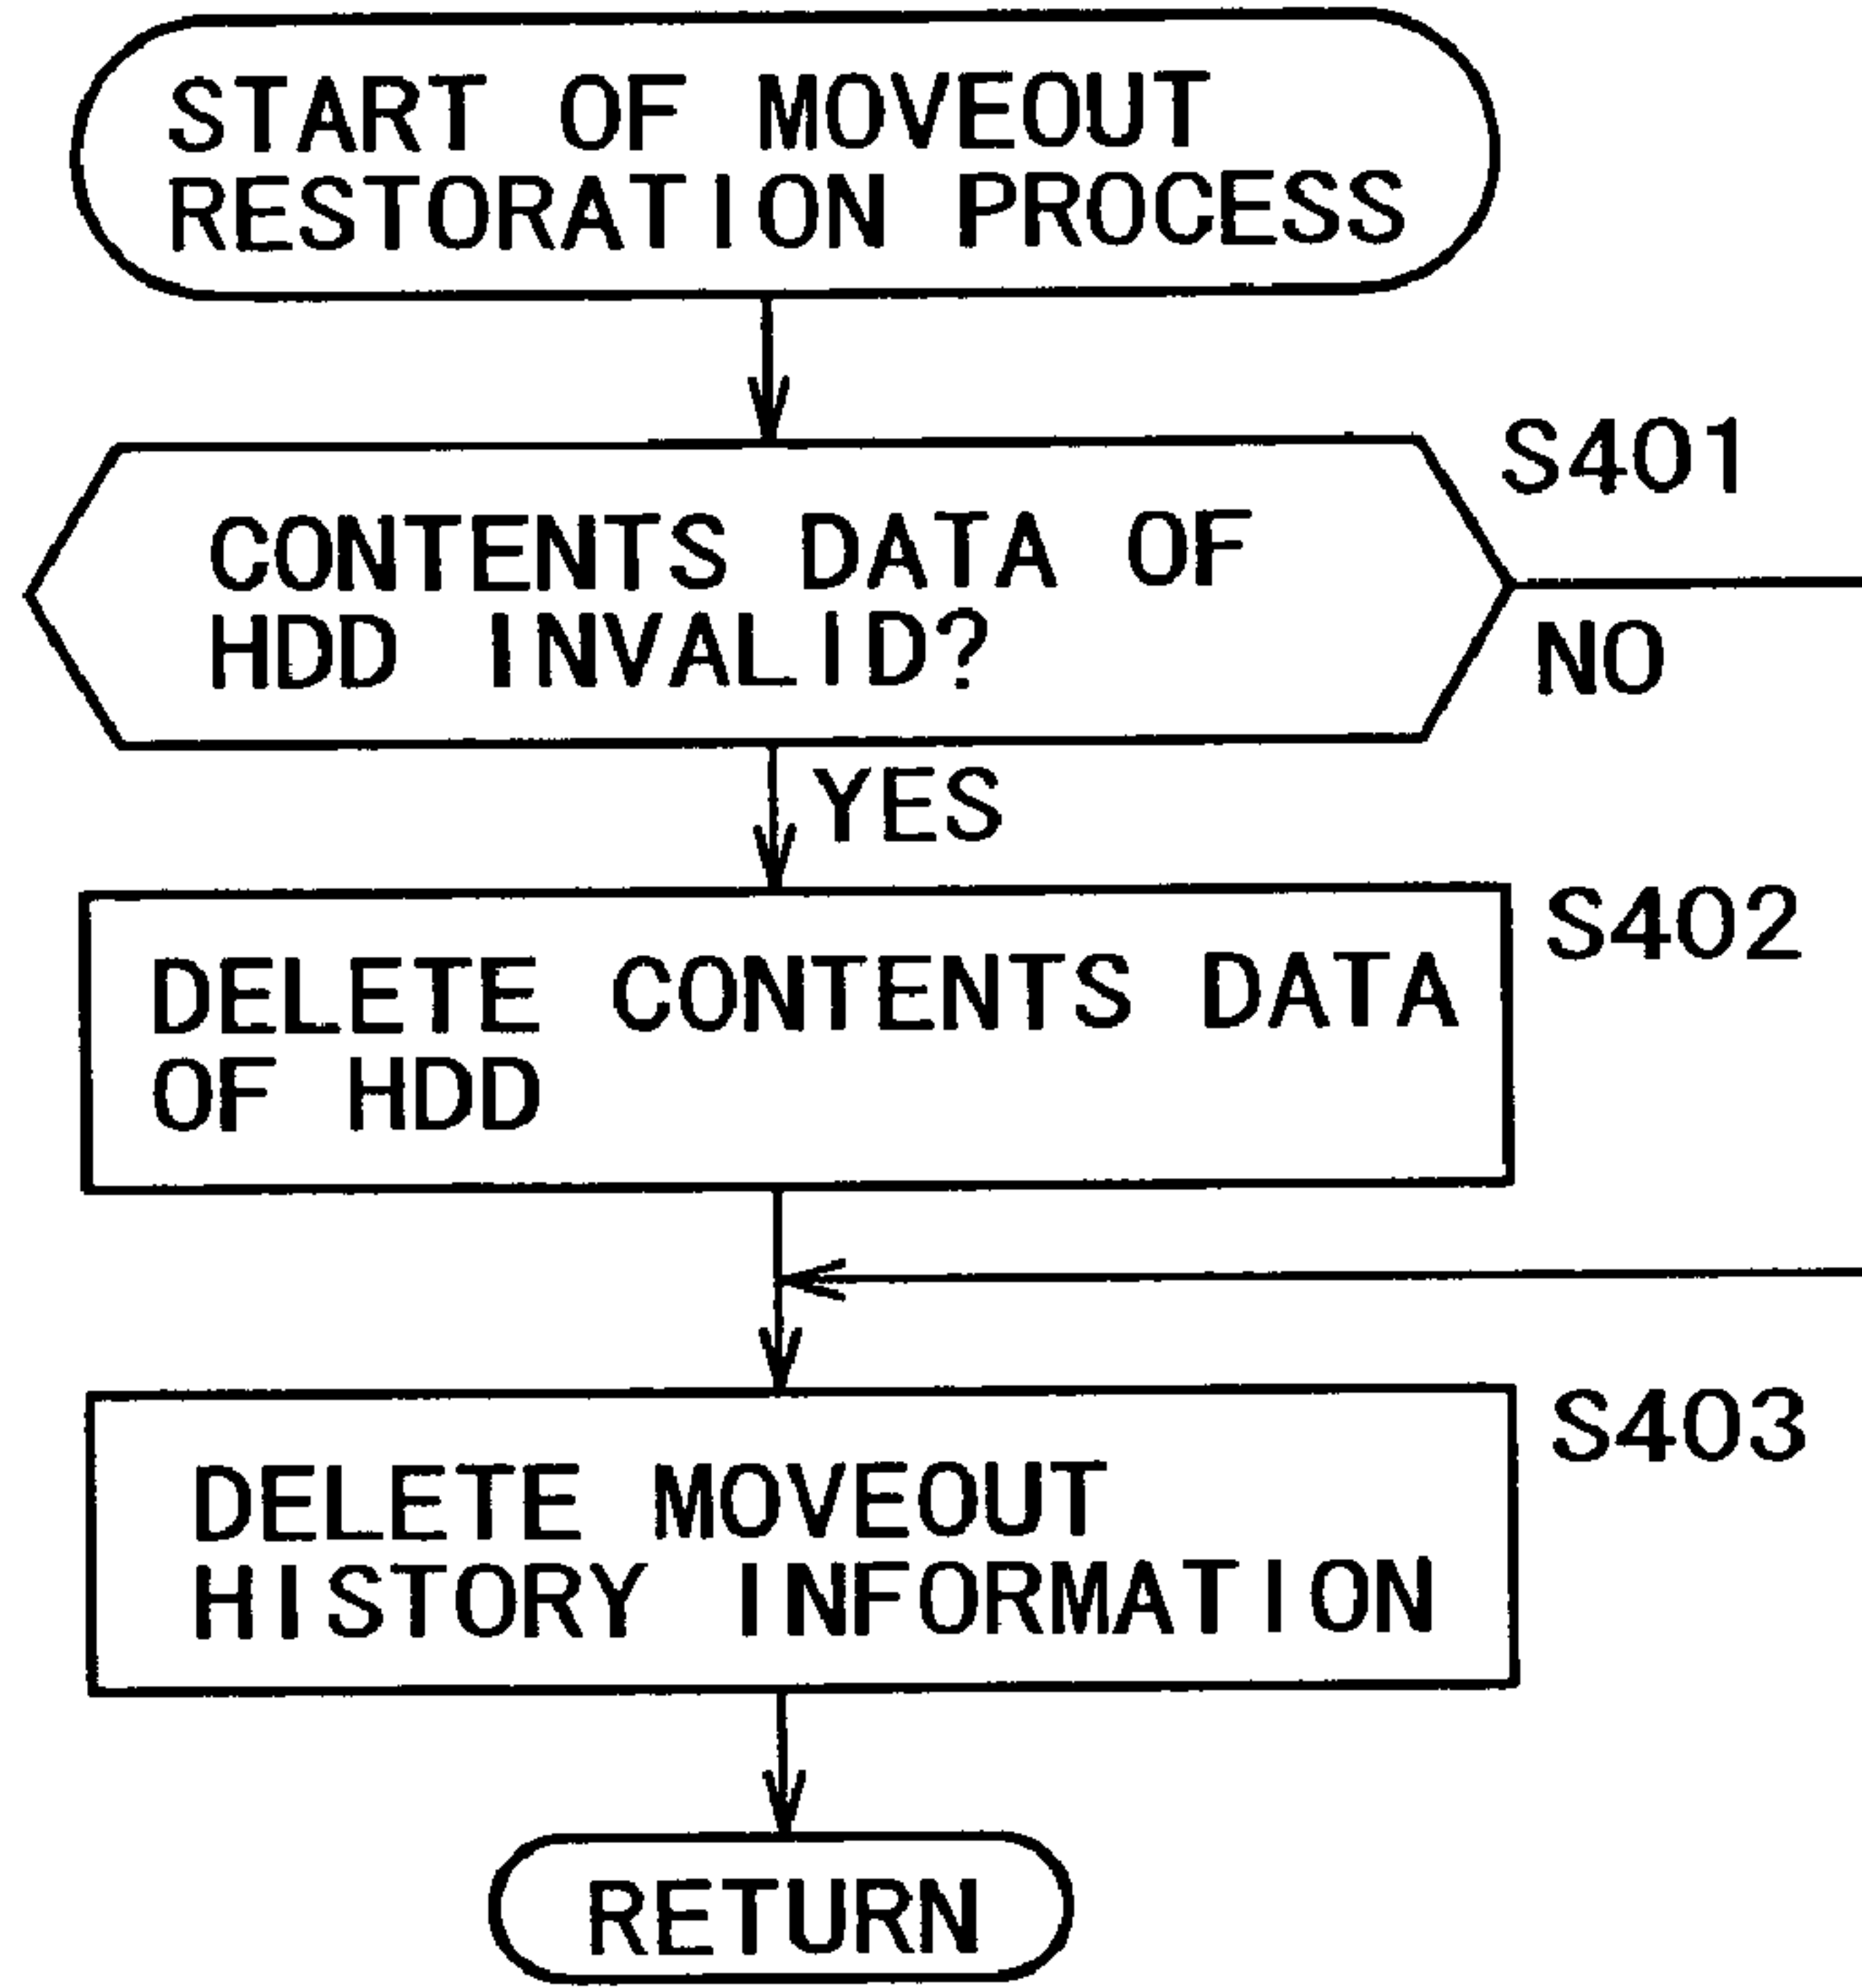 START OF MOVEOUT
RESTORATION PROCESS
S401
CONTENTS DATA OF
HDD INVALID?
NO
YES
S402
DELETE CONTENTS DATA
OF HDD
S403
DELETE MOVEOUT
HISTORY INFORMATION
RETURN